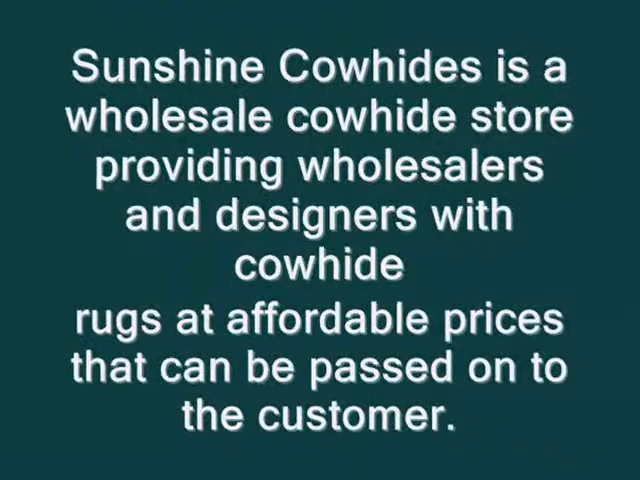 Sunshine Cowhides is a
wholesale cowhide store
providing wholesalers
and designers with
cowhide
rugs at affordable prices
that can be passed on to
the customer.